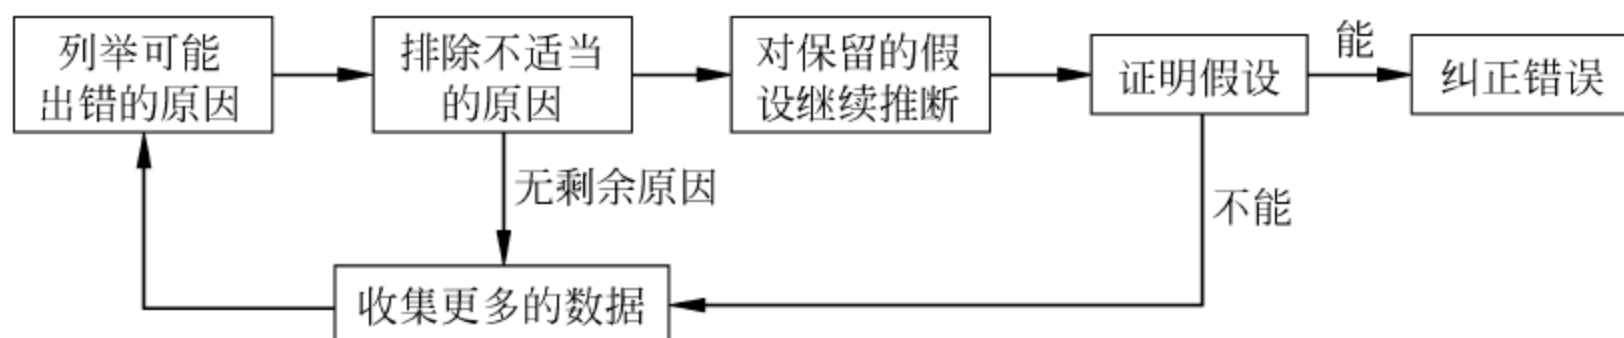 列举可能
出错的原因
排除不适当
的原因
对保留的假
设继续推断
证明假设
能
纠正错误
无剩余原因
不能
收集更多的数据